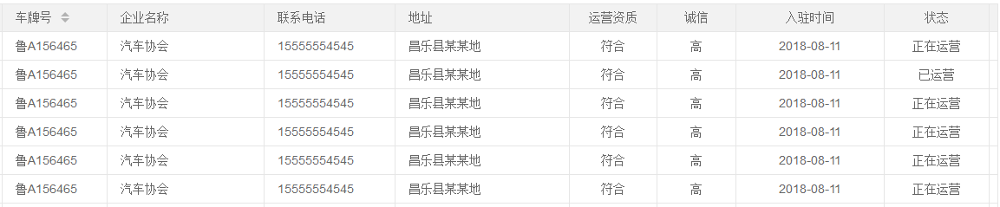 车牌号 企业名称 联系电话 地址 运营资质 诚信 入驻时间 状态
鲁A156465 汽车协会 15555554545 昌乐县某某地 符合 高 2018-08-11 正在运营
鲁A156465 汽车协会 15555554545 昌乐县某某地 符合 高 2018-08-11 已运营
鲁A156465 汽车协会 15555554545 昌乐县某某地 符合 高 2018-08-11 正在运营
鲁A156465 汽车协会 15555554545 昌乐县某某地 符合 高 2018-08-11 正在运营
鲁A156465 汽车协会 15555554545 昌乐县某某地 符合 高 2018-08-11 正在运营
鲁A156465 汽车协会 15555554545 昌乐县某某地 符合 高 2018-08-11 正在运营